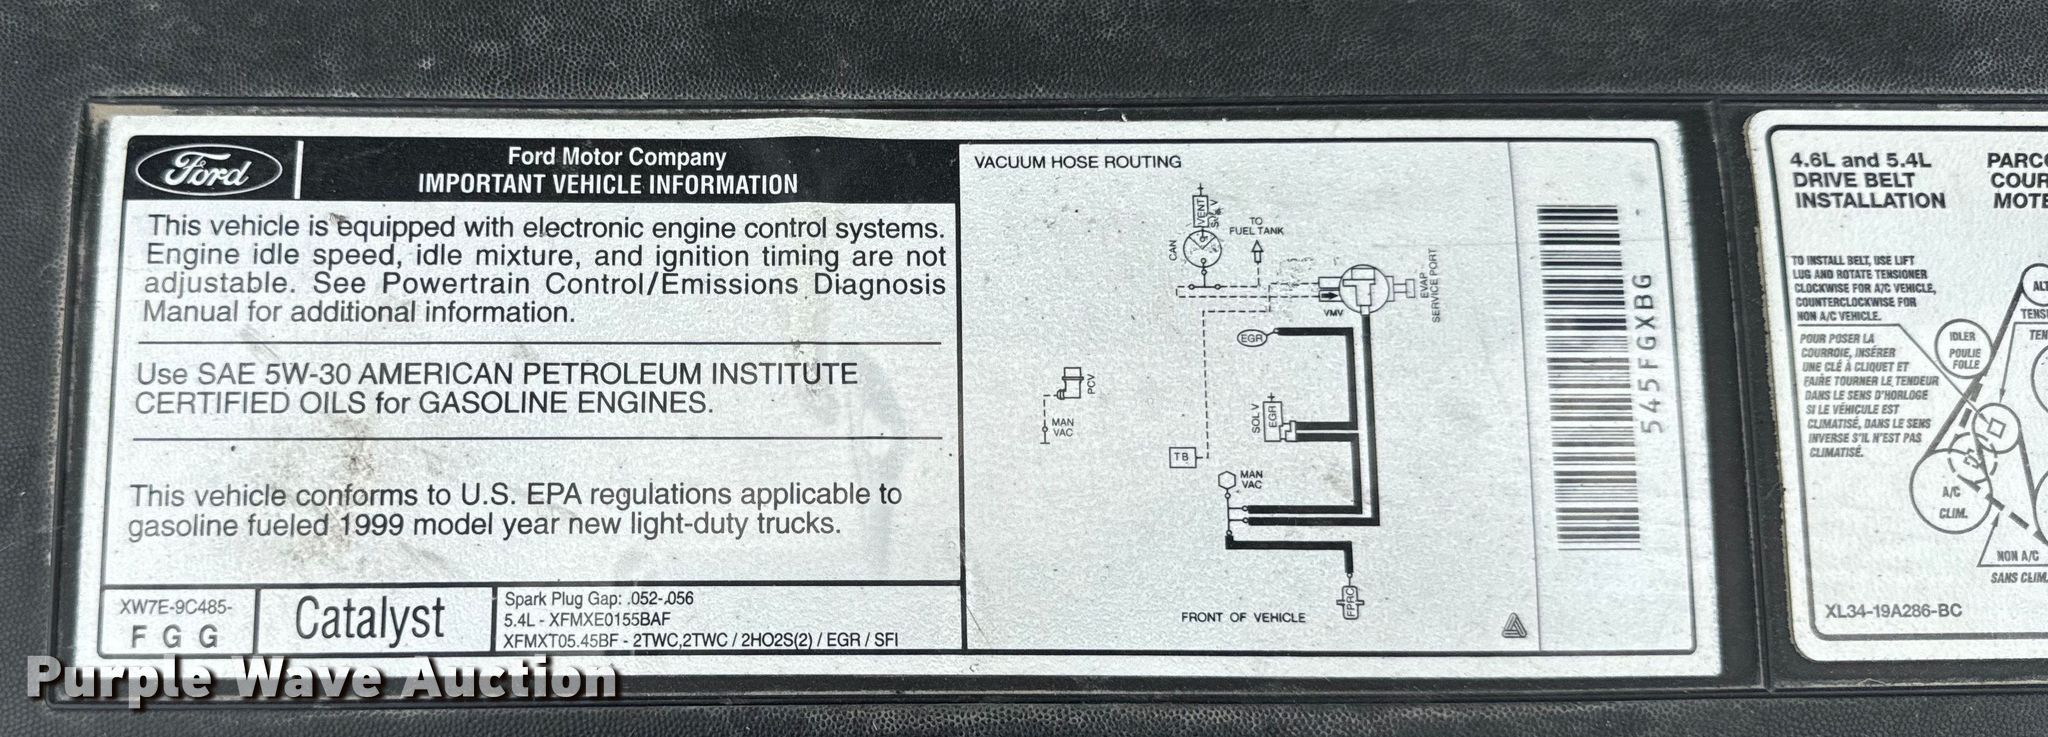 Ford
Ford Motor Company
IMPORTANT VEHICLE INFORMATION
This vehicle is equipped with electronic engine control systems.
Engine idle speed, idle mixture, and ignition timing are not
adjustable. See Powertrain Control/Emissions Diagnosis
Manual for additional information.
Use SAE 5W-30 AMERICAN PETROLEUM INSTITUTE
CERTIFIED OILS for GASOLINE ENGINES.
This vehicle conforms to U.S. EPA regulations applicable to
gasoline fueled 1999 model year new light-duty trucks.
XW7E-9C485-
F G G
Catalyst
Spark Plug Gap: .052-.056
5.4L - XFMXE0155BAF
XFMXT05.45BF - 2TWC,2TWC / 2HO2S(2) / EGR / SFI
VACUUM HOSE ROUTING
VENT
CAN
TO
FUEL TANK
EVAP
SERVICE PORT
VMV
EGR
PCV
MAN
VAC
SOL V
EGR
TB
MAN
VAC
FPRC
FRONT OF VEHICLE
545FGXBG
4.6L and 5.4L
DRIVE BELT
INSTALLATION
TO INSTALL BELT, USE LIFT
LUG AND ROTATE TENSIONER
CLOCKWISE FOR A/C VEHICLE,
COUNTERCLOCKWISE FOR
NON A/C VEHICLE.
POUR POSER LA
COURROIE, INSÉRER
UNE CLÉ À CLIQUET ET
FAIRE TOURNER LE TENDEUR
DANS LE SENS D'HORLOGE
SI LE VÉHICULE EST
CLIMATISÉ, DANS LE SENS
INVERSE S'IL N'EST PAS
CLIMATISÉ.
PARC
COUR
MOTE
ALT
TENS
TEN
IDLER
POULIE
FOLLE
A/C
CLIM.
NON A/C
SANS CLIM.
XL34-19A286-BC
Purple Wave Auction